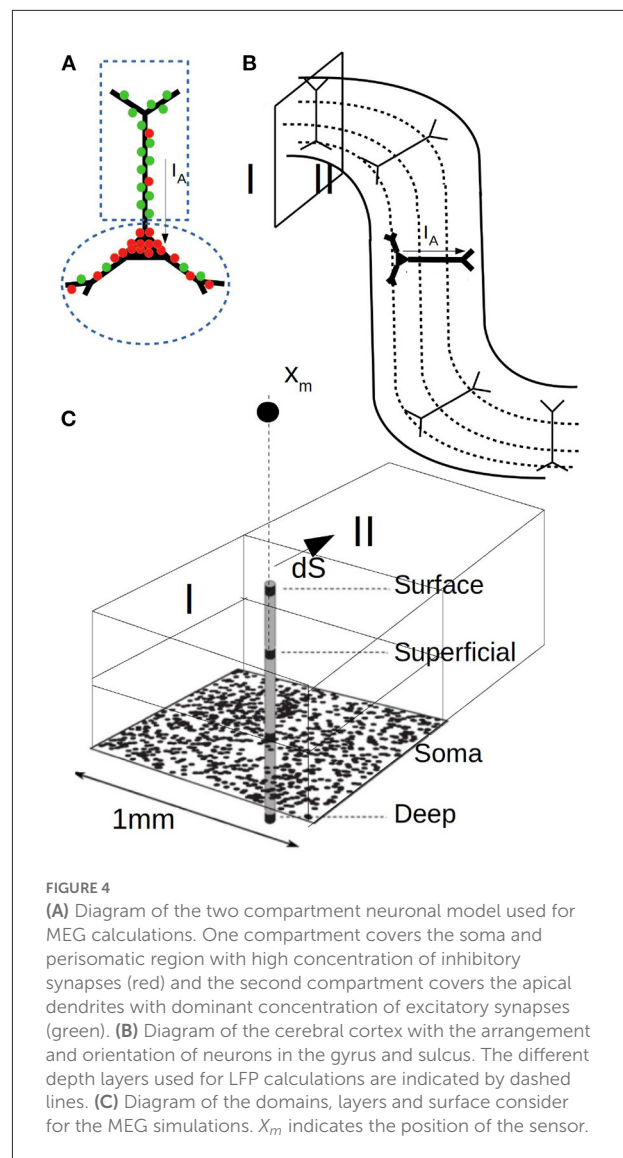 A
B
I_A
I
II
I_A
X_m
C
II
dS
I
Surface
Superficial
Soma
Deep
1mm
FIGURE 4
(A) Diagram of the two compartment neuronal model used for
MEG calculations. One compartment covers the soma and
perisomatic region with high concentration of inhibitory
synapses (red) and the second compartment covers the apical
dendrites with dominant concentration of excitatory synapses
(green). (B) Diagram of the cerebral cortex with the arrangement
and orientation of neurons in the gyrus and sulcus. The different
depth layers used for LFP calculations are indicated by dashed
lines. (C) Diagram of the domains, layers and surface consider
for the MEG simulations. X_m indicates the position of the sensor.